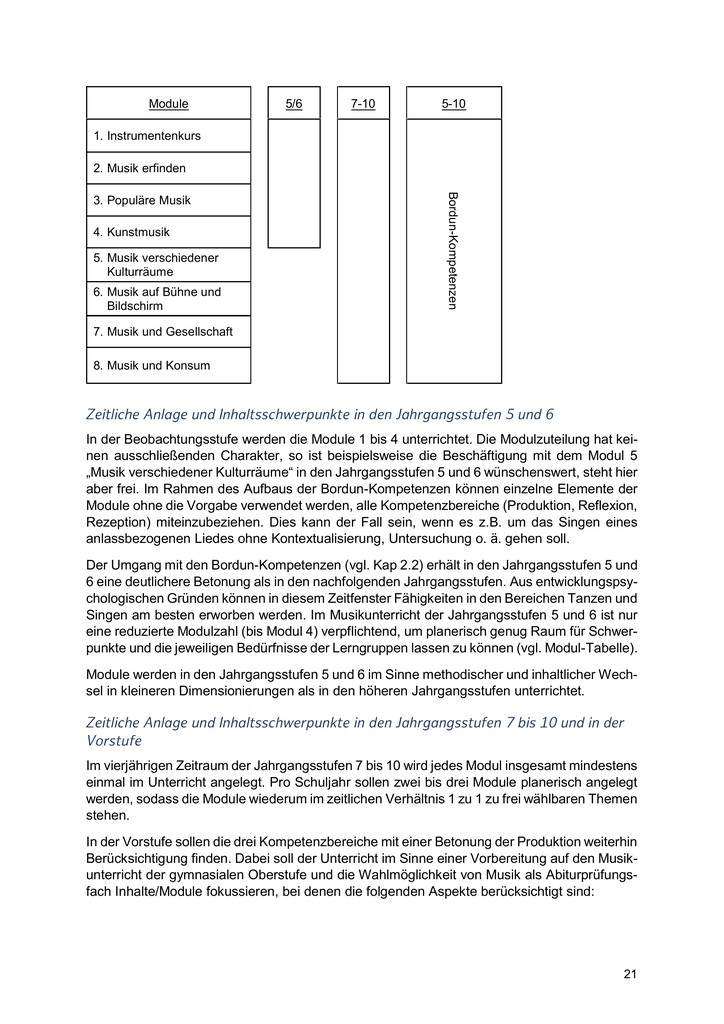 Module
5/6
7-10
5-10
1. Instrumentenkurs
2. Musik erfinden
3. Populäre Musik
4. Kunstmusik
5. Musik verschiedener
Kulturräume
6. Musik auf Bühne und
Bildschirm
7. Musik und Gesellschaft
8. Musik und Konsum
Bordun-Kompetenzen
Zeitliche Anlage und Inhaltsschwerpunkte in den Jahrgangsstufen 5 und 6
In der Beobachtungsstufe werden die Module 1 bis 4 unterrichtet. Die Modulzuteilung hat kei-
nen ausschließenden Charakter, so ist beispielsweise die Beschäftigung mit dem Modul 5
„Musik verschiedener Kulturräume“ in den Jahrgangsstufen 5 und 6 wünschenswert, steht hier
aber frei. Im Rahmen des Aufbaus der Bordun-Kompetenzen können einzelne Elemente der
Module ohne die Vorgabe verwendet werden, alle Kompetenzbereiche (Produktion, Reflexion,
Rezeption) miteinzubeziehen. Dies kann der Fall sein, wenn es z.B. um das Singen eines
anlassbezogenen Liedes ohne Kontextualisierung, Untersuchung o. ä. gehen soll.
Der Umgang mit den Bordun-Kompetenzen (vgl. Kap 2.2) erhält in den Jahrgangsstufen 5 und
6 eine deutlichere Betonung als in den nachfolgenden Jahrgangsstufen. Aus entwicklungspsy-
chologischen Gründen können in diesem Zeitfenster Fähigkeiten in den Bereichen Tanzen und
Singen am besten erworben werden. Im Musikunterricht der Jahrgangsstufen 5 und 6 ist nur
eine reduzierte Modulzahl (bis Modul 4) verpflichtend, um planerisch genug Raum für Schwer-
punkte und die jeweiligen Bedürfnisse der Lerngruppen lassen zu können (vgl. Modul-Tabelle).
Module werden in den Jahrgangsstufen 5 und 6 im Sinne methodischer und inhaltlicher Wech-
sel in kleineren Dimensionierungen als in den höheren Jahrgangsstufen unterrichtet.
Zeitliche Anlage und Inhaltsschwerpunkte in den Jahrgangsstufen 7 bis 10 und in der
Vorstufe
Im vierjährigen Zeitraum der Jahrgangsstufen 7 bis 10 wird jedes Modul insgesamt mindestens
einmal im Unterricht angelegt. Pro Schuljahr sollen zwei bis drei Module planerisch angelegt
werden, sodass die Module wiederum im zeitlichen Verhältnis 1 zu 1 zu frei wählbaren Themen
stehen.
In der Vorstufe sollen die drei Kompetenzbereiche mit einer Betonung der Produktion weiterhin
Berücksichtigung finden. Dabei soll der Unterricht im Sinne einer Vorbereitung auf den Musik-
unterricht der gymnasialen Oberstufe und die Wahlmöglichkeit von Musik als Abiturprüfungs-
fach Inhalte/Module fokussieren, bei denen die folgenden Aspekte berücksichtigt sind:
21